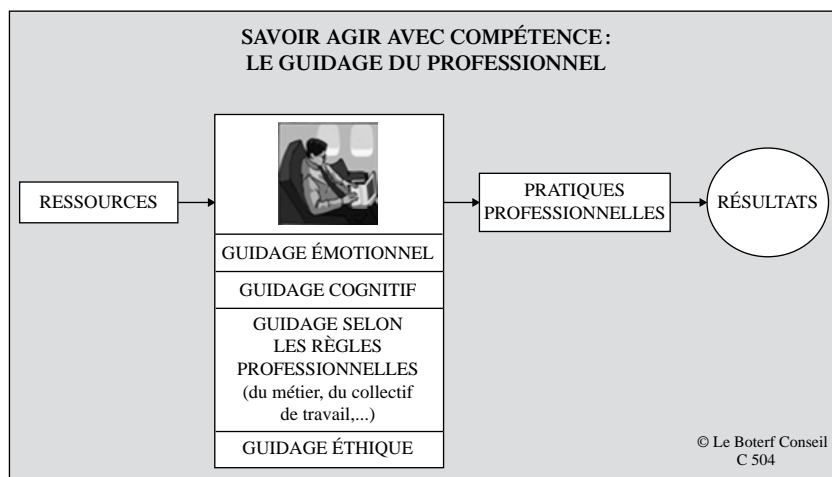 SAVOIR AGIR AVEC COMPÉTENCE :
LE GUIDAGE DU PROFESSIONNEL
RESSOURCES
GUIDAGE ÉMOTIONNEL
GUIDAGE COGNITIF
GUIDAGE SELON
LES RÈGLES
PROFESSIONNELLES
(du métier, du collectif
de travail,...)
GUIDAGE ÉTHIQUE
PRATIQUES
PROFESSIONNELLES
RÉSULTATS
© Le Boterf Conseil
C 504